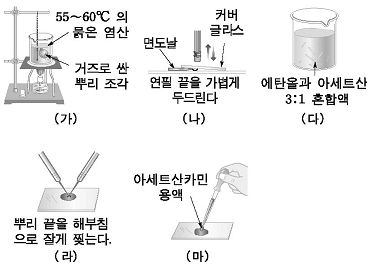 55~60℃ 의
묽은 염산
거즈로 싼
뿌리 조각
(가)
커버
글라스
면도날
연필 끝을 가볍게
두드린다
(나)
에탄올과 아세트산
3:1 혼합액
(다)
뿌리 끝을 해부침
으로 잘게 찢는다.
(라)
아세트산카민
용액
(마)